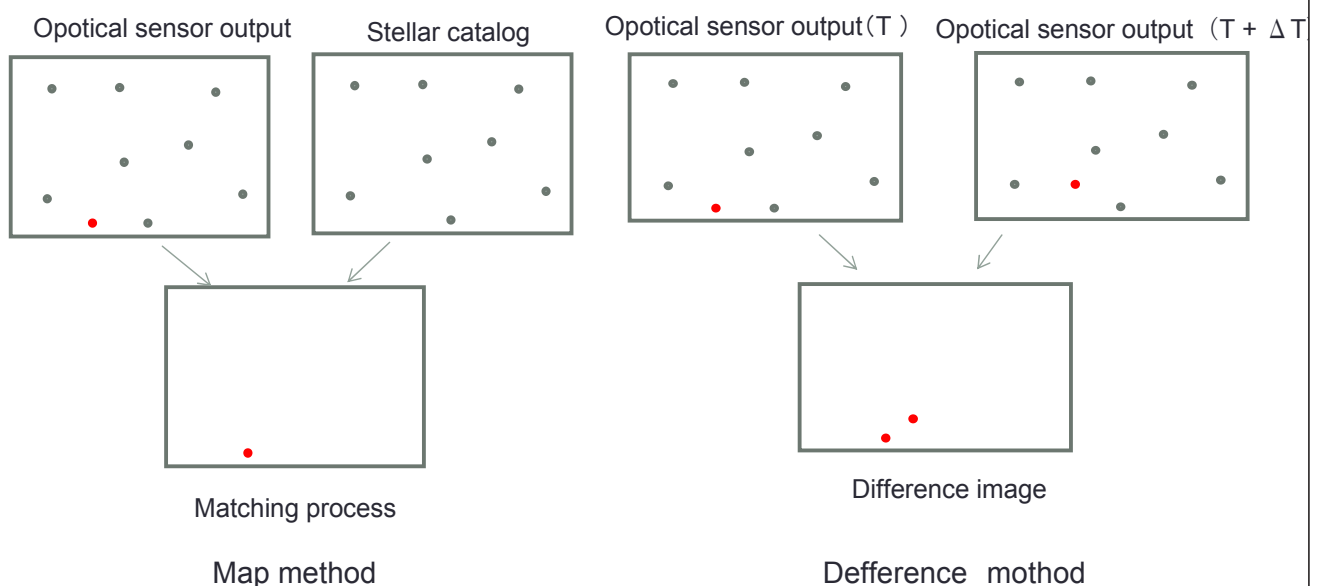 Opotical sensor output
Stellar catalog
Opotical sensor output(T )
Opotical sensor output (T + Δ T)
Matching process
Difference image
Map method
Defference mothod